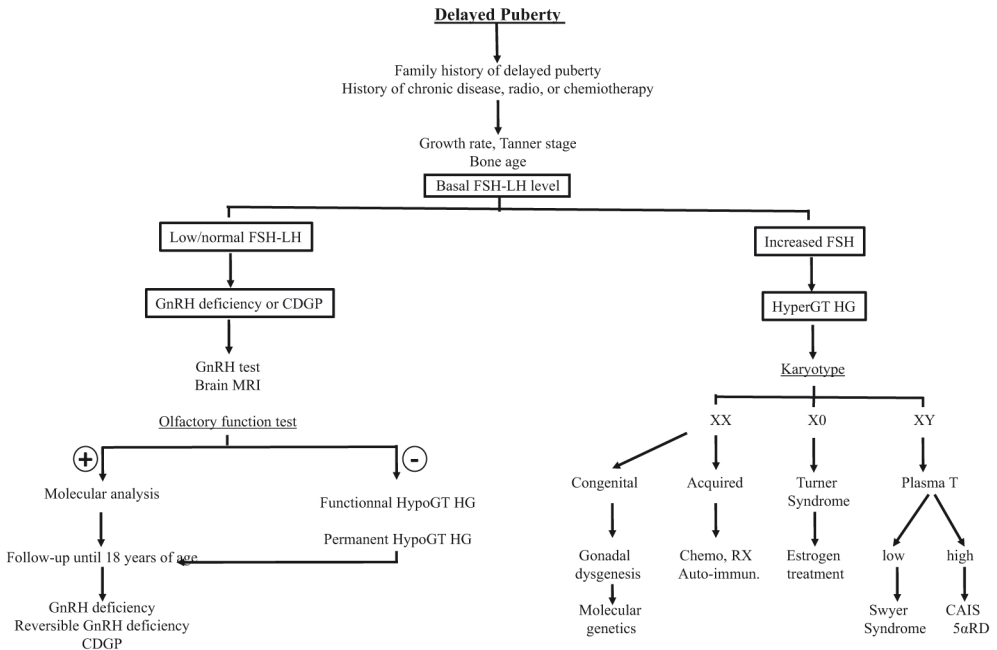 Delayed Puberty
Family history of delayed puberty
History of chronic disease, radio, or chemiotherapy
Growth rate, Tanner stage
Bone age
Basal FSH-LH level
Low/normal FSH-LH
GnRH deficiency or CDGP
GnRH test
Brain MRI
Olfactory function test
+
-
Molecular analysis
Functionnal HypoGT HG
Permanent HypoGT HG
Follow-up until 18 years of age
GnRH deficiency
Reversible GnRH deficiency
CDGP
Increased FSH
HyperGT HG
Karyotype
XX
X0
XY
Congenital
Acquired
Turner
Syndrome
Plasma T
Gonadal
dysgenesis
Chemo, RX
Auto-immun.
Estrogen
treatment
low
high
Molecular
genetics
Swyer
Syndrome
CAIS
5αRD